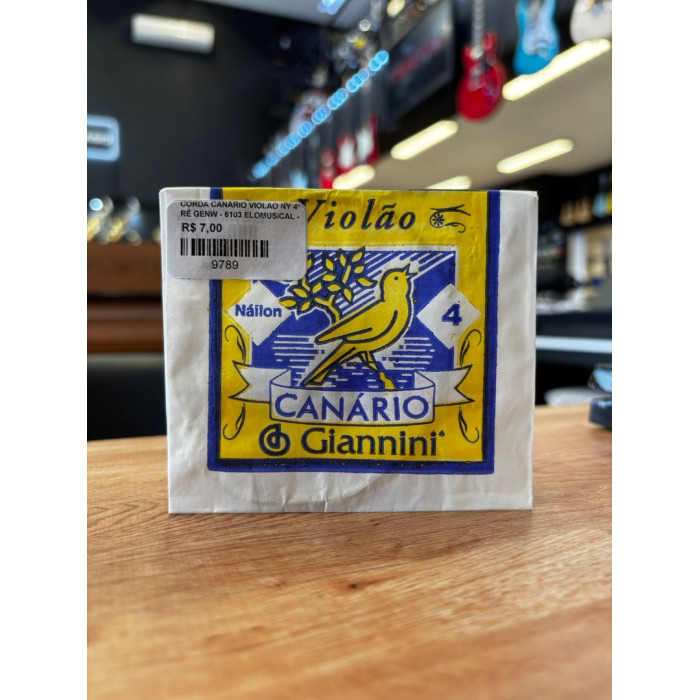 CORDA CANARIO VIOLAO NY 4ª
RÉ GENW - 6103 ELOMUSICAL -
R$ 7,00
9789
Violão
Náilon
4
CANÁRIO
Giannini